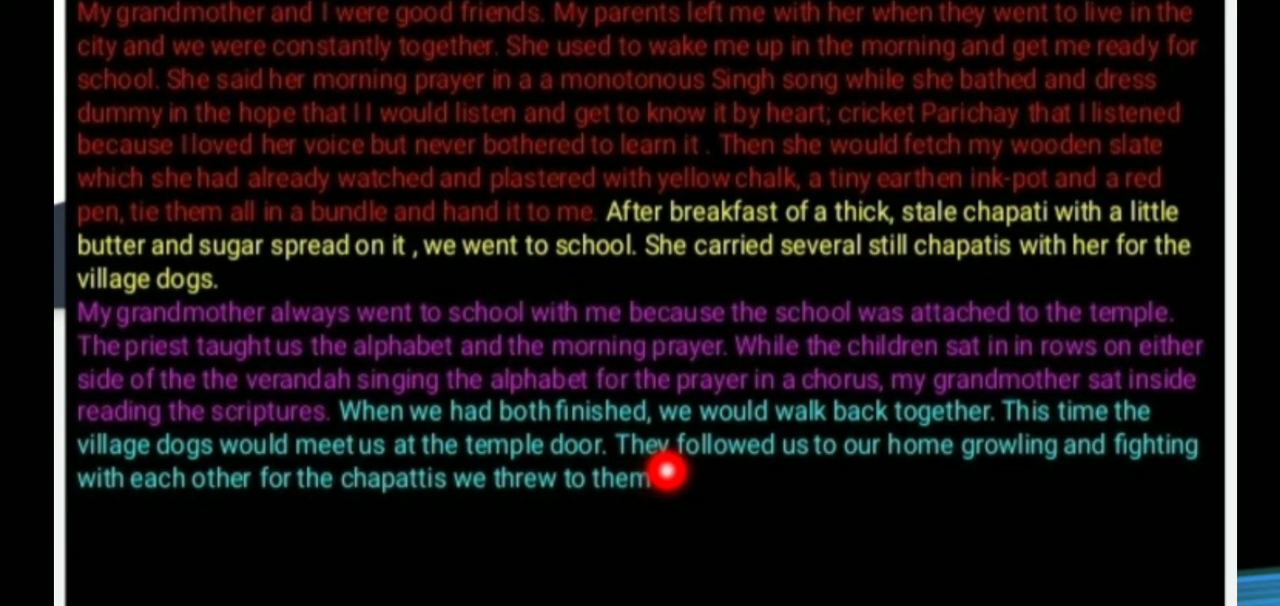 My grandmother and I were good friends. My parents left me with her when they went to live in the
city and we were constantly together. She used to wake me up in the morning and get me ready for
school. She said her morning prayer in a a monotonous Singh song while she bathed and dress
dummy in the hope that I I would listen and get to know it by heart; cricket Parichay that I listened
because I loved her voice but never bothered to learn it . Then she would fetch my wooden slate
which she had already watched and plastered with yellow chalk, a tiny earthen ink-pot and a red
pen, tie them all in a bundle and hand it to me. After breakfast of a thick, stale chapati with a little
butter and sugar spread on it , we went to school. She carried several still chapatis with her for the
village dogs.
My grandmother always went to school with me because the school was attached to the temple.
The priest taught us the alphabet and the morning prayer. While the children sat in in rows on either
side of the the verandah singing the alphabet for the prayer in a chorus, my grandmother sat inside
reading the scriptures. When we had both finished, we would walk back together. This time the
village dogs would meet us at the temple door. They followed us to our home growling and fighting
with each other for the chapattis we threw to them